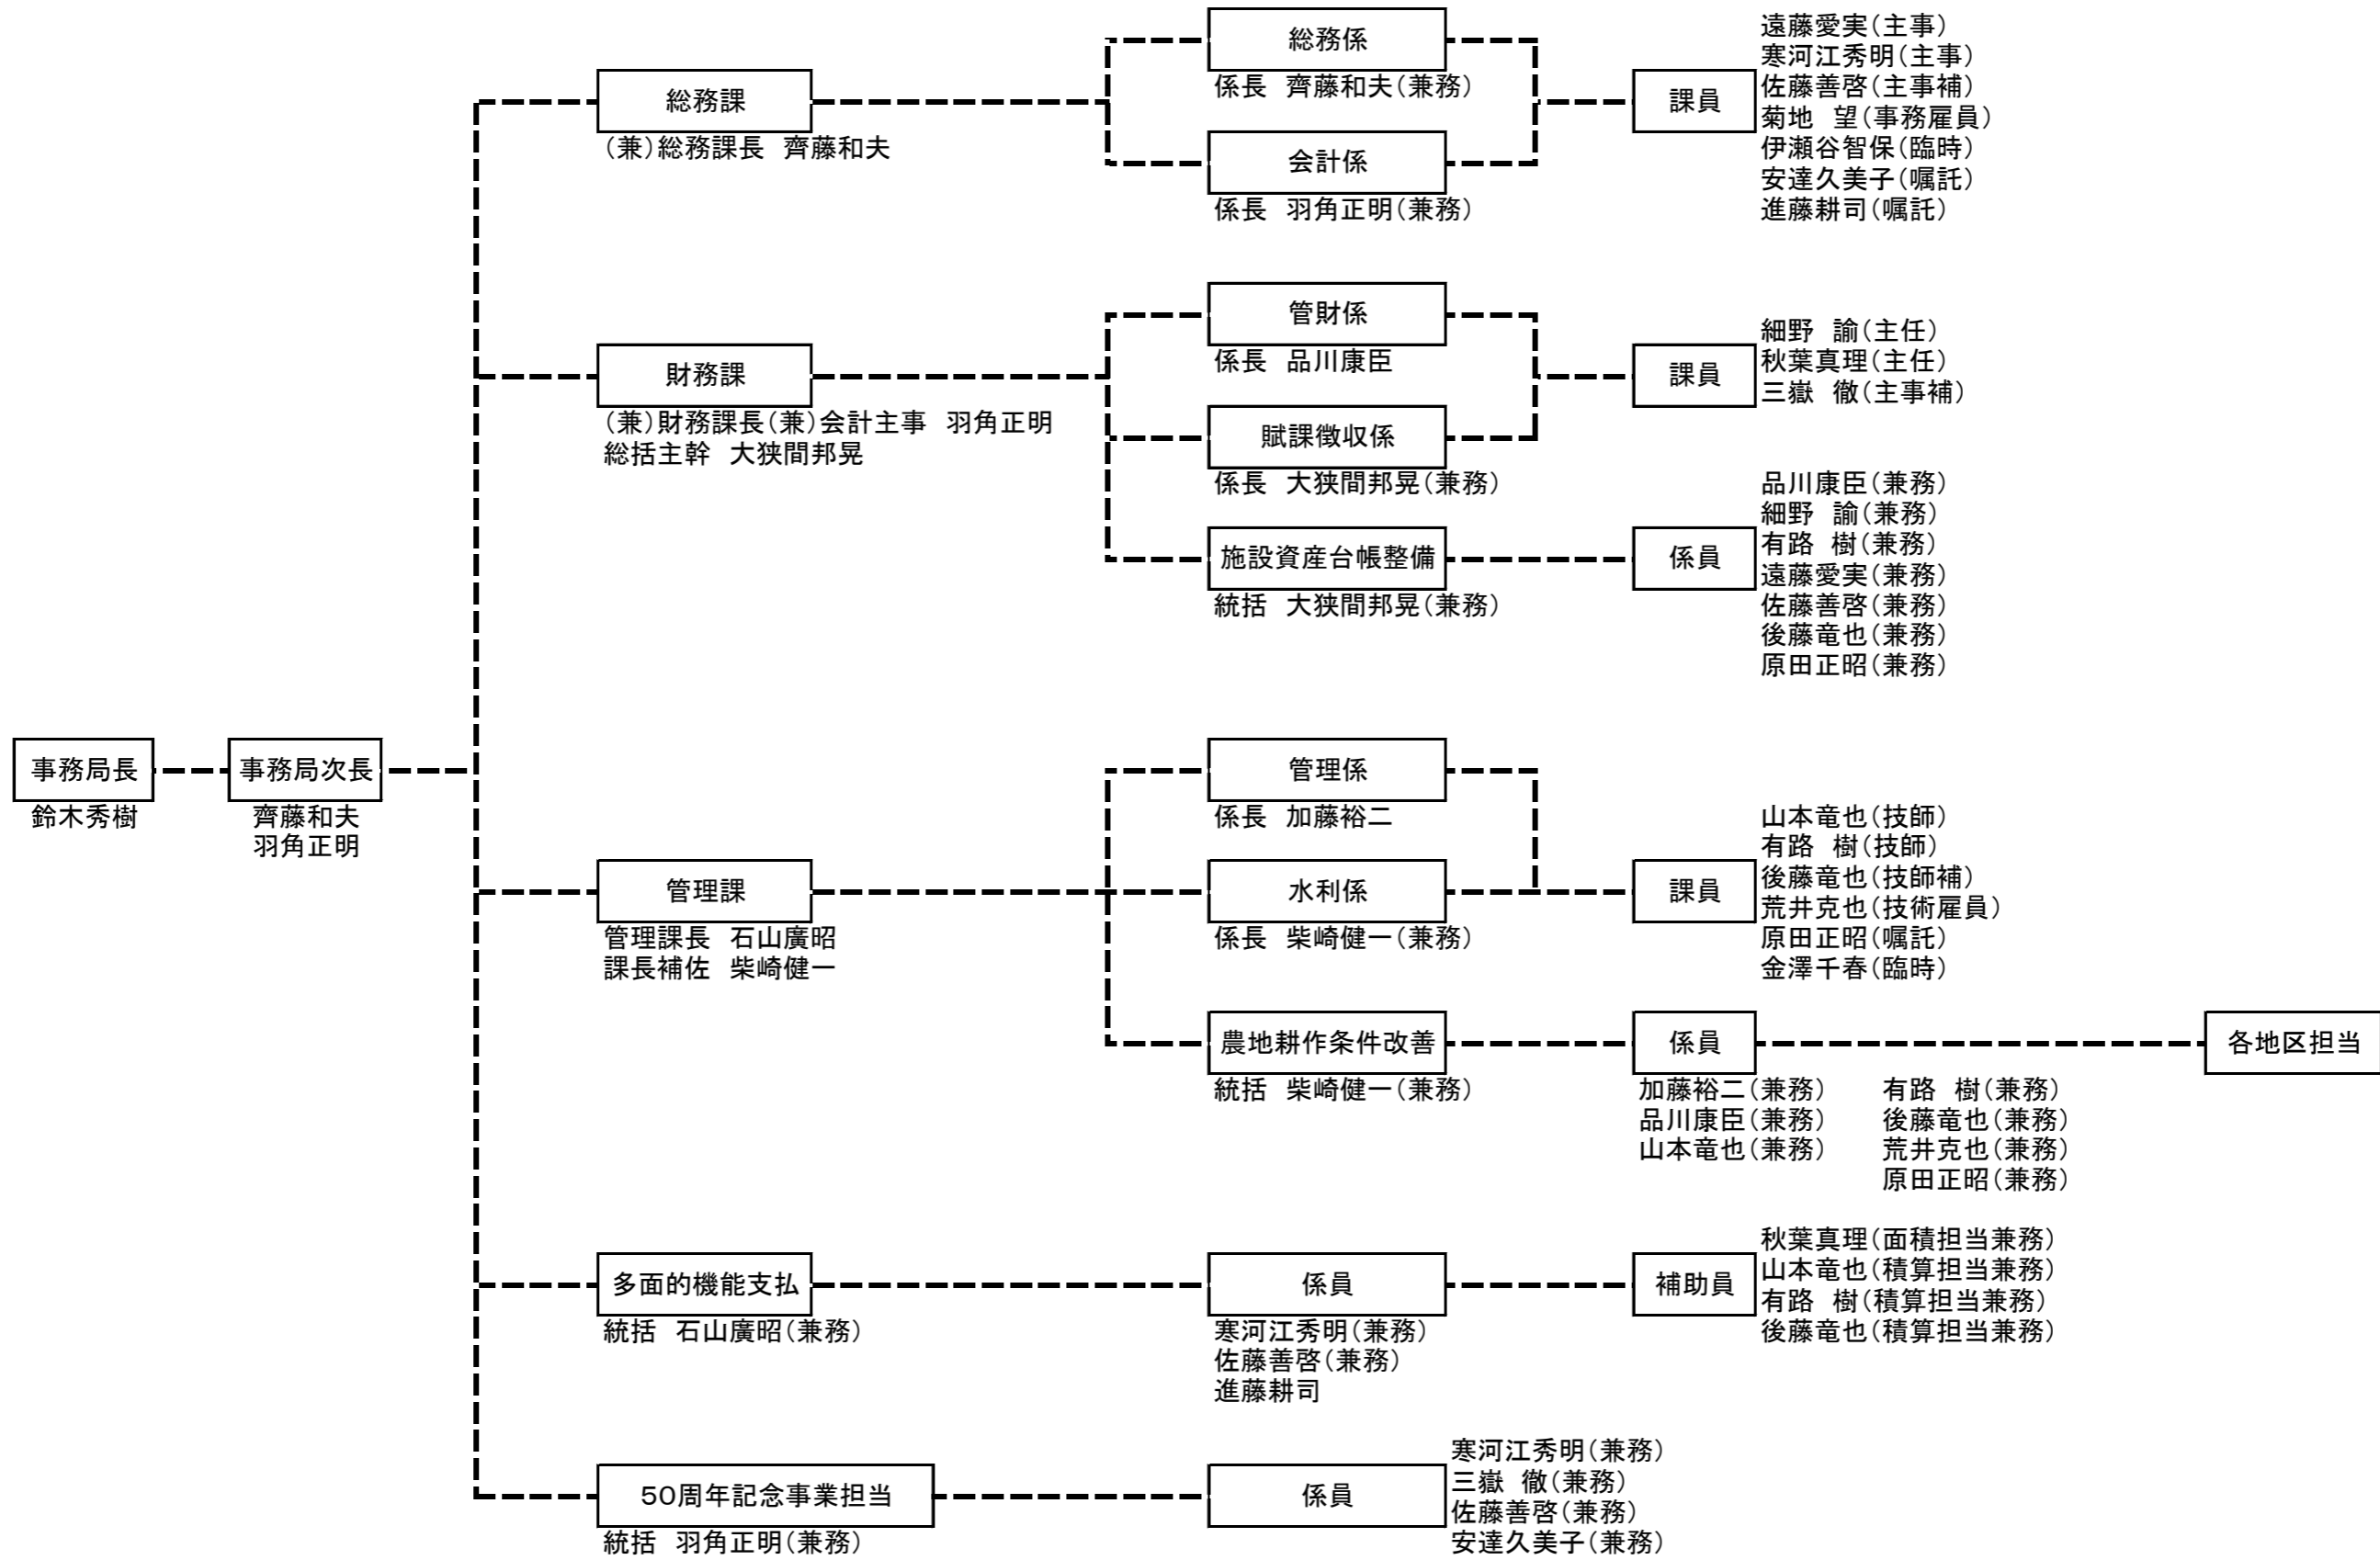 事務局長
鈴木秀樹
事務局次長
齊藤和夫
羽角正明
総務課
（兼）総務課長　齊藤和夫
総務係
係長　齊藤和夫（兼務）
会計係
係長　羽角正明（兼務）
課員
遠藤愛実（主事）
寒河江秀明（主事）
佐藤善啓（主事補）
菊地　望（事務雇員）
伊瀬谷智保（臨時）
安達久美子（嘱託）
進藤耕司（嘱託）
財務課
（兼）財務課長（兼）会計主事　羽角正明
総括主幹　大狭間邦晃
管財係
係長　品川康臣
賦課徴収係
係長　大狭間邦晃（兼務）
課員
細野　諭（主任）
秋葉真理（主任）
三嶽　徹（主事補）
施設資産台帳整備
統括　大狭間邦晃（兼務）
係員
品川康臣（兼務）
細野　諭（兼務）
有路　樹（兼務）
遠藤愛実（兼務）
佐藤善啓（兼務）
後藤竜也（兼務）
原田正昭（兼務）
管理課
管理課長　石山廣昭
課長補佐　柴崎健一
管理係
係長　加藤裕二
水利係
係長　柴崎健一（兼務）
課員
山本竜也（技師）
有路　樹（技師）
後藤竜也（技師補）
荒井克也（技術雇員）
原田正昭（嘱託）
金澤千春（臨時）
農地耕作条件改善
統括　柴崎健一（兼務）
係員
加藤裕二（兼務）　有路　樹（兼務）
品川康臣（兼務）　後藤竜也（兼務）
山本竜也（兼務）　荒井克也（兼務）
原田正昭（兼務）
各地区担当
多面的機能支払
統括　石山廣昭（兼務）
係員
寒河江秀明（兼務）
佐藤善啓（兼務）
進藤耕司
補助員
秋葉真理（面積担当兼務）
山本竜也（積算担当兼務）
有路　樹（積算担当兼務）
後藤竜也（積算担当兼務）
50周年記念事業担当
統括　羽角正明（兼務）
係員
寒河江秀明（兼務）
三嶽　徹（兼務）
佐藤善啓（兼務）
安達久美子（兼務）